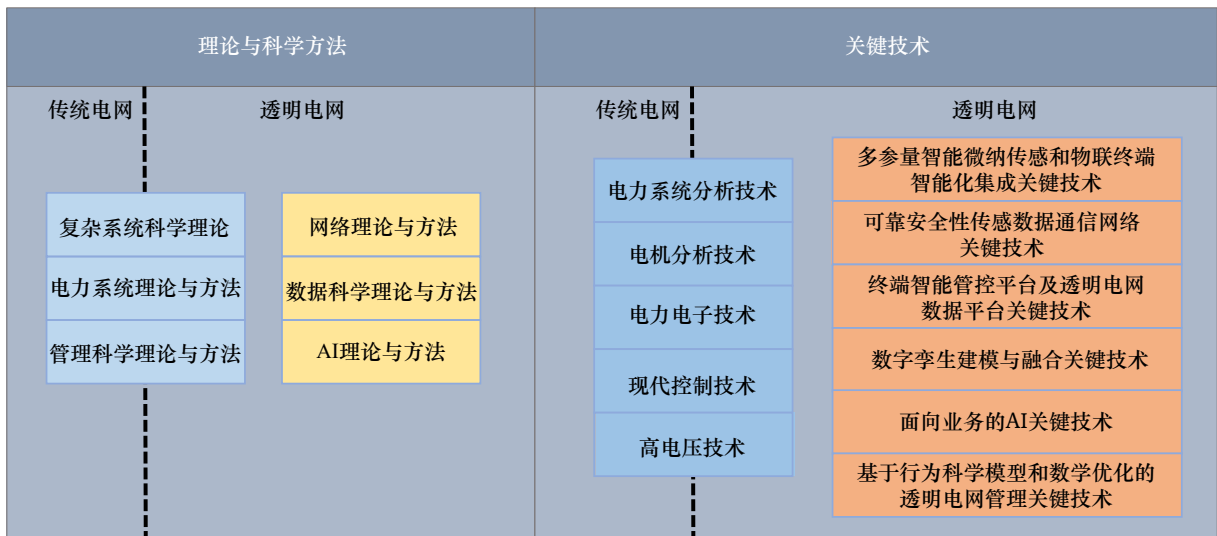 理论与科学方法
关键技术
传统电网
透明电网
复杂系统科学理论
电力系统理论与方法
管理科学理论与方法
网络理论与方法
数据科学理论与方法
AI理论与方法
传统电网
透明电网
电力系统分析技术
电机分析技术
电力电子技术
现代控制技术
高电压技术
多参量智能微纳传感和物联终端
智能化集成关键技术
可靠安全性传感数据通信网络
关键技术
终端智能管控平台及透明电网
数据平台关键技术
数字孪生建模与融合关键技术
面向业务的AI关键技术
基于行为科学模型和数学优化的
透明电网管理关键技术